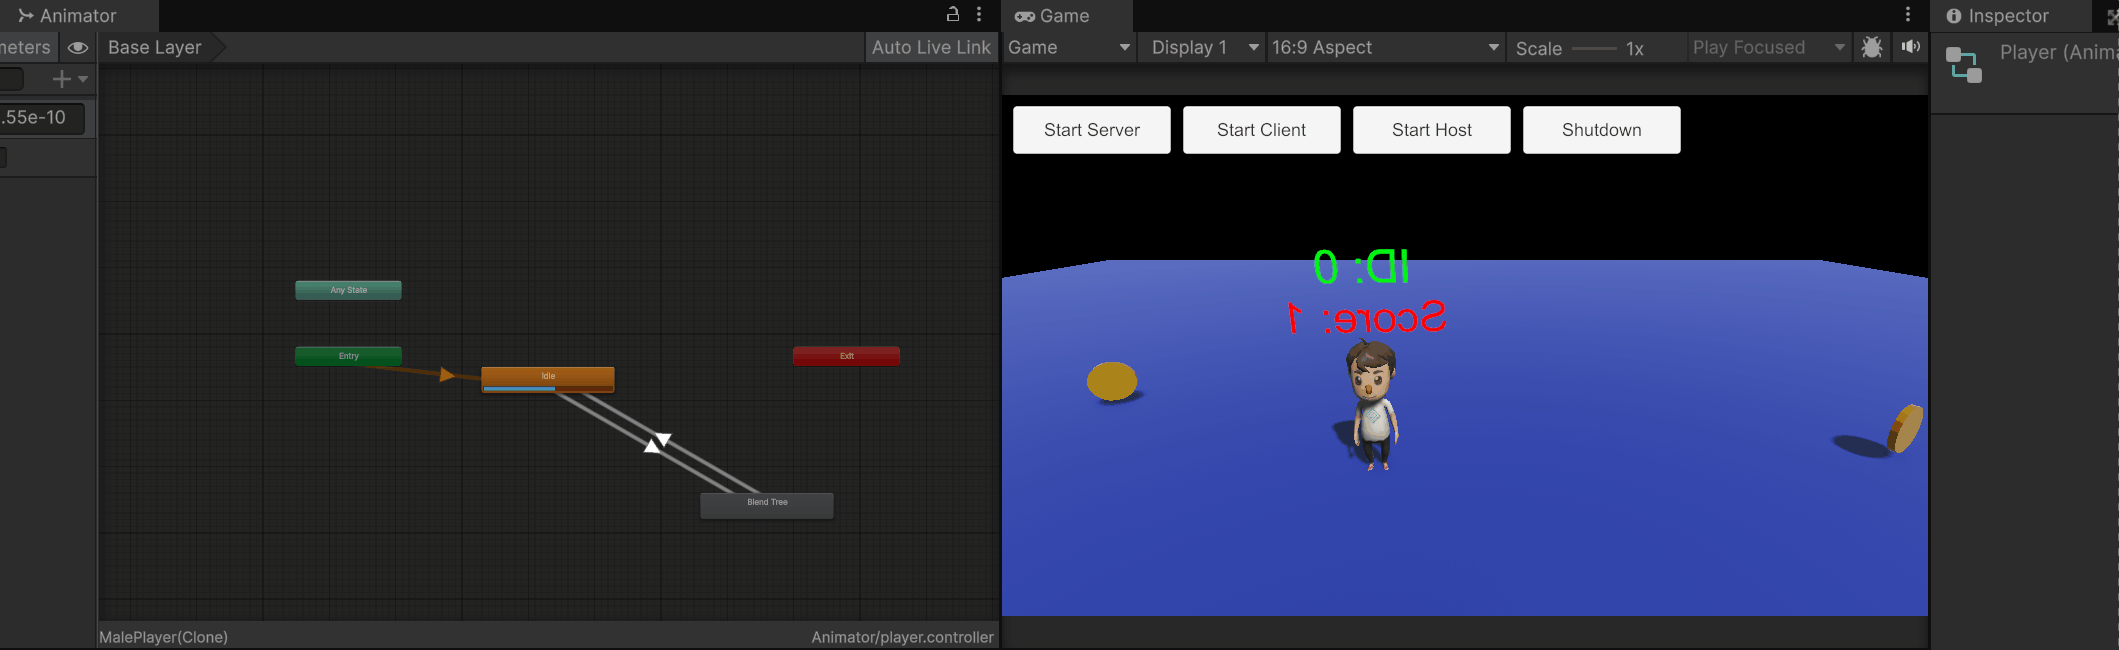 Animator
Game
Inspector
meters
Base Layer
Auto Live Link
Game
Display 1
16:9 Aspect
Scale
1x
Play Focused
Player (Anima
.55e-10
Start Server
Start Client
Start Host
Shutdown
ID: 0
Score: 1
Any State
Entry
Exit
Idle
Blend Tree
MalePlayer(Clone)
Animator/player.controller